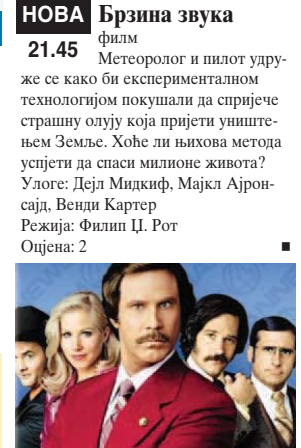 НОВА Брзина звука
21.45 филм
Метеоролог и пилот удру-
же се како би експерименталном
технологијом покушали да спријече
страшну олују која пријети униште-
њем Земље. Хоће ли њихова метода
успјети да спаси милионе живота?
Улоге: Дејл Мидкиф, Мајкл Ајрон-
сајд, Венди Картер
Режија: Филип Џ. Рот
Оцјена: 2